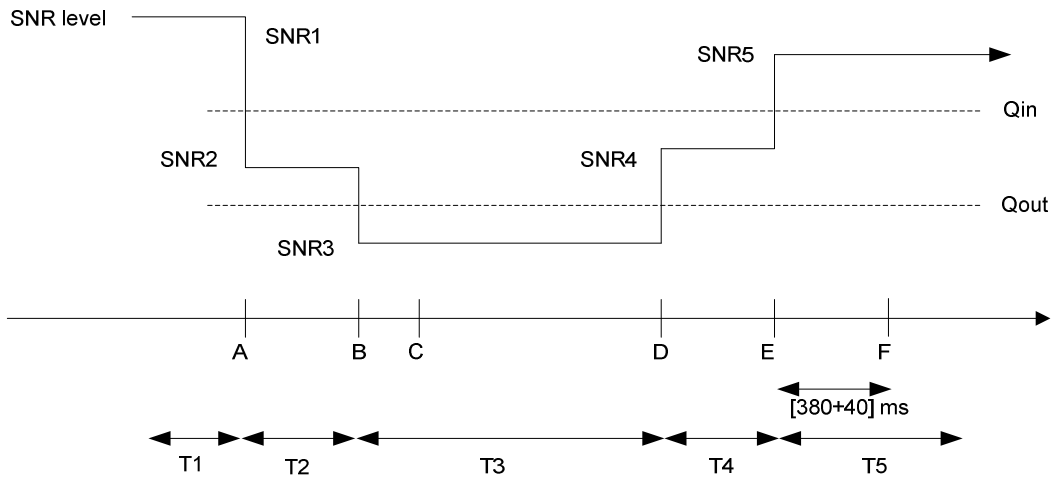 SNR level
SNR1
SNR5
Qin
SNR2
SNR4
Qout
SNR3
A B C D E F
[380+40] ms
T1 T2 T3 T4 T5